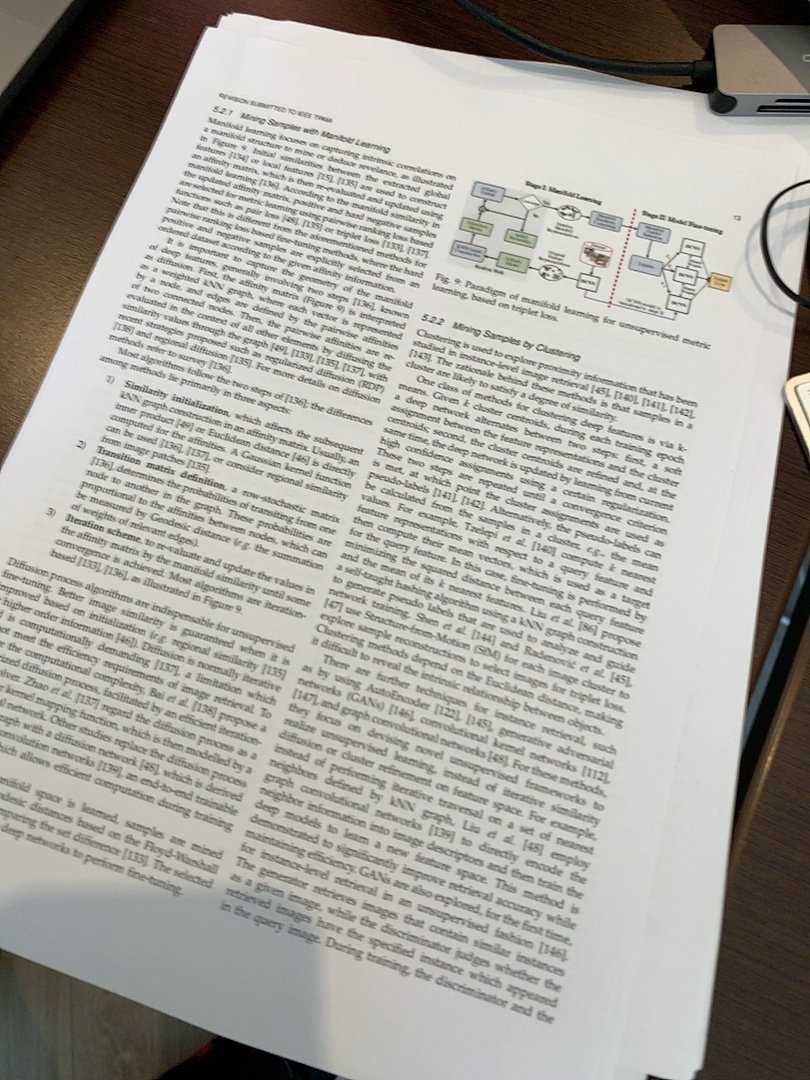 REVISION SUBMITTED TO IEEE TPAMI
13
5.2.1 Mining Samples with Manifold Learning
Manifold learning focuses on capturing intrinsic correlations on
a manifold structure to mine or deduce revelance, as illustrated
in Figure 9. Initial similarities between the extracted global
features [134] or local features [15], [135] are used to construct
an affinity matrix, which is then re-evaluated and updated using
manifold learning [136]. According to the manifold similarity in
the updated affinity matrix, positive and hard negative samples
are selected for metric learning using pairwise ranking loss based
functions such as pair loss [48], [135] or triplet loss [133], [137].
Note that this is different from the aforementioned methods for
pairwise ranking loss based fine-tuning methods, where the hard
positive and negative samples are explicitly selected from an
ordered dataset according to the given affinity information.
It is important to capture the geometry of the manifold
of deep features, generally involving two steps [136], known
as diffusion. First, the affinity matrix (Figure 9) is interpreted
as a weighted kNN graph, where each vector is represented
by a node, and edges are defined by the pairwise affinities
of two connected nodes. Then, the pairwise affinities are re-
evaluated in the context of all other elements by diffusing the
similarity values through the graph [49], [133], [135], [137], with
recent strategies proposed such as regularized diffusion (RDP)
[138] and regional diffusion [135]. For more details on diffusion
methods refer to survey [136].
Most algorithms follow the two steps of [136]; the differences
among methods lie primarily in three aspects:
1) Similarity initialization, which affects the subsequent
kNN graph construction in an affinity matrix. Usually, an
inner product [49] or Euclidean distance [46] is directly
computed for the affinities. A Gaussian kernel function
can be used [136], [137], or consider regional similarity
from image patches [135].
2) Transition matrix definition, a row-stochastic matrix
[136], determines the probabilities of transiting from one
node to another in the graph. These probabilities are
proportional to the affinities between nodes, which can
be measured by Geodesic distance (e.g. the summation
of weights of relevant edges).
3) Iteration scheme, to re-evaluate and update the values in
the affinity matrix by the manifold similarity until some
convergence is achieved. Most algorithms are iteration-
based [133], [136], as illustrated in Figure 9.
Diffusion process algorithms are indispensable for unsupervised
fine-tuning. Better image similarity is guaranteed when it is
improved based on initialization (e.g. regional similarity [135]
higher order information [46]). Diffusion is normally iterative
is computationally demanding [137], a limitation which
not meet the efficiency requirements of image retrieval. To
the computational complexity, Bai et al. [138] propose a
diffusion process, facilitated by an efficient iteration-
Zhao et al. [137] regard the diffusion process as a
kernel mapping function, which is then modelled by a
network. Other studies replace the diffusion process
with a diffusion network [48], which is derived
networks [139], an end-to-end trainable
which allows efficient computation during training
space is learned, samples are mined
distances based on the Floyd-Warshall
the set difference [133]. The selected
deep networks to perform fine-tuning.
Stage I: Manifold Learning
Stage II: Model Fine-tuning
Fig. 9: Paradigm of manifold learning for unsupervised metric
learning, based on triplet loss.
5.2.2 Mining Samples by Clustering
Clustering is used to explore proximity information that has been
studied in instance-level image retrieval [45], [140], [141], [142],
[143]. The rationale behind these methods is that samples in a
cluster are likely to satisfy a degree of similarity.
One class of methods for clustering deep features is via k-
means. Given k cluster centroids, during each training epoch
a deep network alternates between two steps: first, a soft
assignment between the feature representations and the cluster
centroids; second, the cluster centroids are refined and, at the
same time, the deep network is updated by learning from current
high confidence assignments using a certain regularization.
These two steps are repeated until a convergence criterion
is met, at which point the cluster assignments are used as
pseudo-labels [141], [142]. Alternatively, the pseudo-labels can
be calculated from the samples in a cluster, e.g., the mean
values. For example, Tzelepi et al. [140] compute k nearest
feature representations with respect to a query feature and
then compute their mean vectors, which is used as a target
for the query feature. In this case, fine-tuning is performed by
minimizing the squared distance between each query feature
and the mean of its k nearest features. Liu et al. [86] propose
a self-taught hashing algorithm using a kNN graph construction
to generate pseudo labels that are used to analyze and guide
network training. Shen et al. [144] and Radenović et al. [45],
[47] use Structure-from-Motion (SfM) for each image cluster to
explore sample reconstructions to select images for triplet loss.
Clustering methods depend on the Euclidean distance, making
it difficult to reveal the intrinsic relationship between objects.
There are further techniques for instance retrieval, such
as by using AutoEncoder [122], [145], generative adversarial
networks (GANs) [146], convolutional kernel networks [112],
[147], and graph convolutional networks [48]. For these methods,
they focus on devising novel unsupervised frameworks to
realize unsupervised learning, instead of iterative similarity
diffusion or cluster refinement on feature space. For example,
instead of performing iterative traversal on a set of nearest
neighbors defined by kNN graph, Liu et al. [48] employ
graph convolutional networks [139] to directly encode the
neighbor information into image descriptors and then train the
deep models to learn a new feature space. This method is
demonstrated to significantly improve retrieval accuracy while
maintaining efficiency. GANs are also explored, for the first time,
for instance-level retrieval in an unsupervised fashion [146].
The generator retrieves images that contain similar instances
as a given image, while the discriminator judges whether the
retrieved images have the specified instance which appeared
in the query image. During training, the discriminator and the